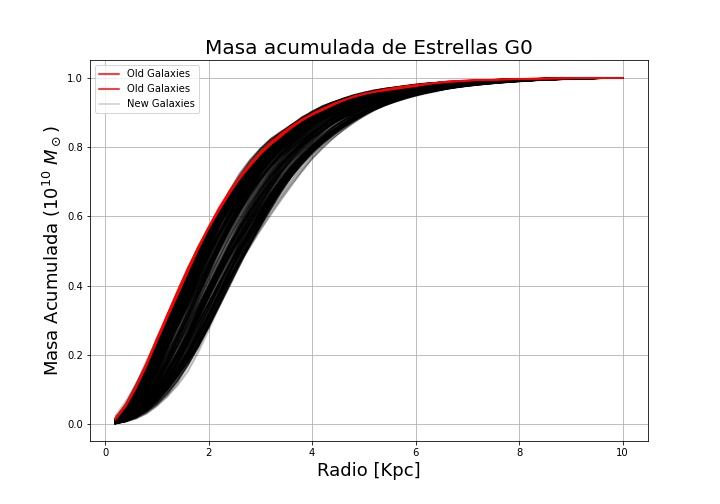 Masa acumulada de Estrellas G0
Old Galaxies
Old Galaxies
New Galaxies
Masa Acumulada (10^{10} M_⊙)
1.0
0.8
0.6
0.4
0.2
0.0
0 2 4 6 8 10
Radio [Kpc]